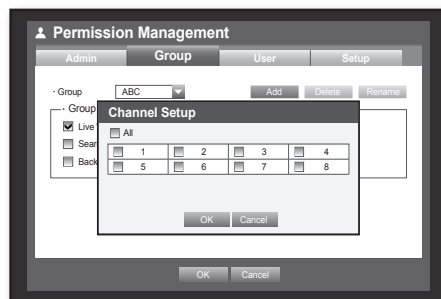 Permission Management
Admin Group User Setup
· Group ABC Add Delete Rename
· Group
Live
Sear
Back
Channel Setup
All
1 2 3 4
5 6 7 8
OK Cancel
OK Cancel